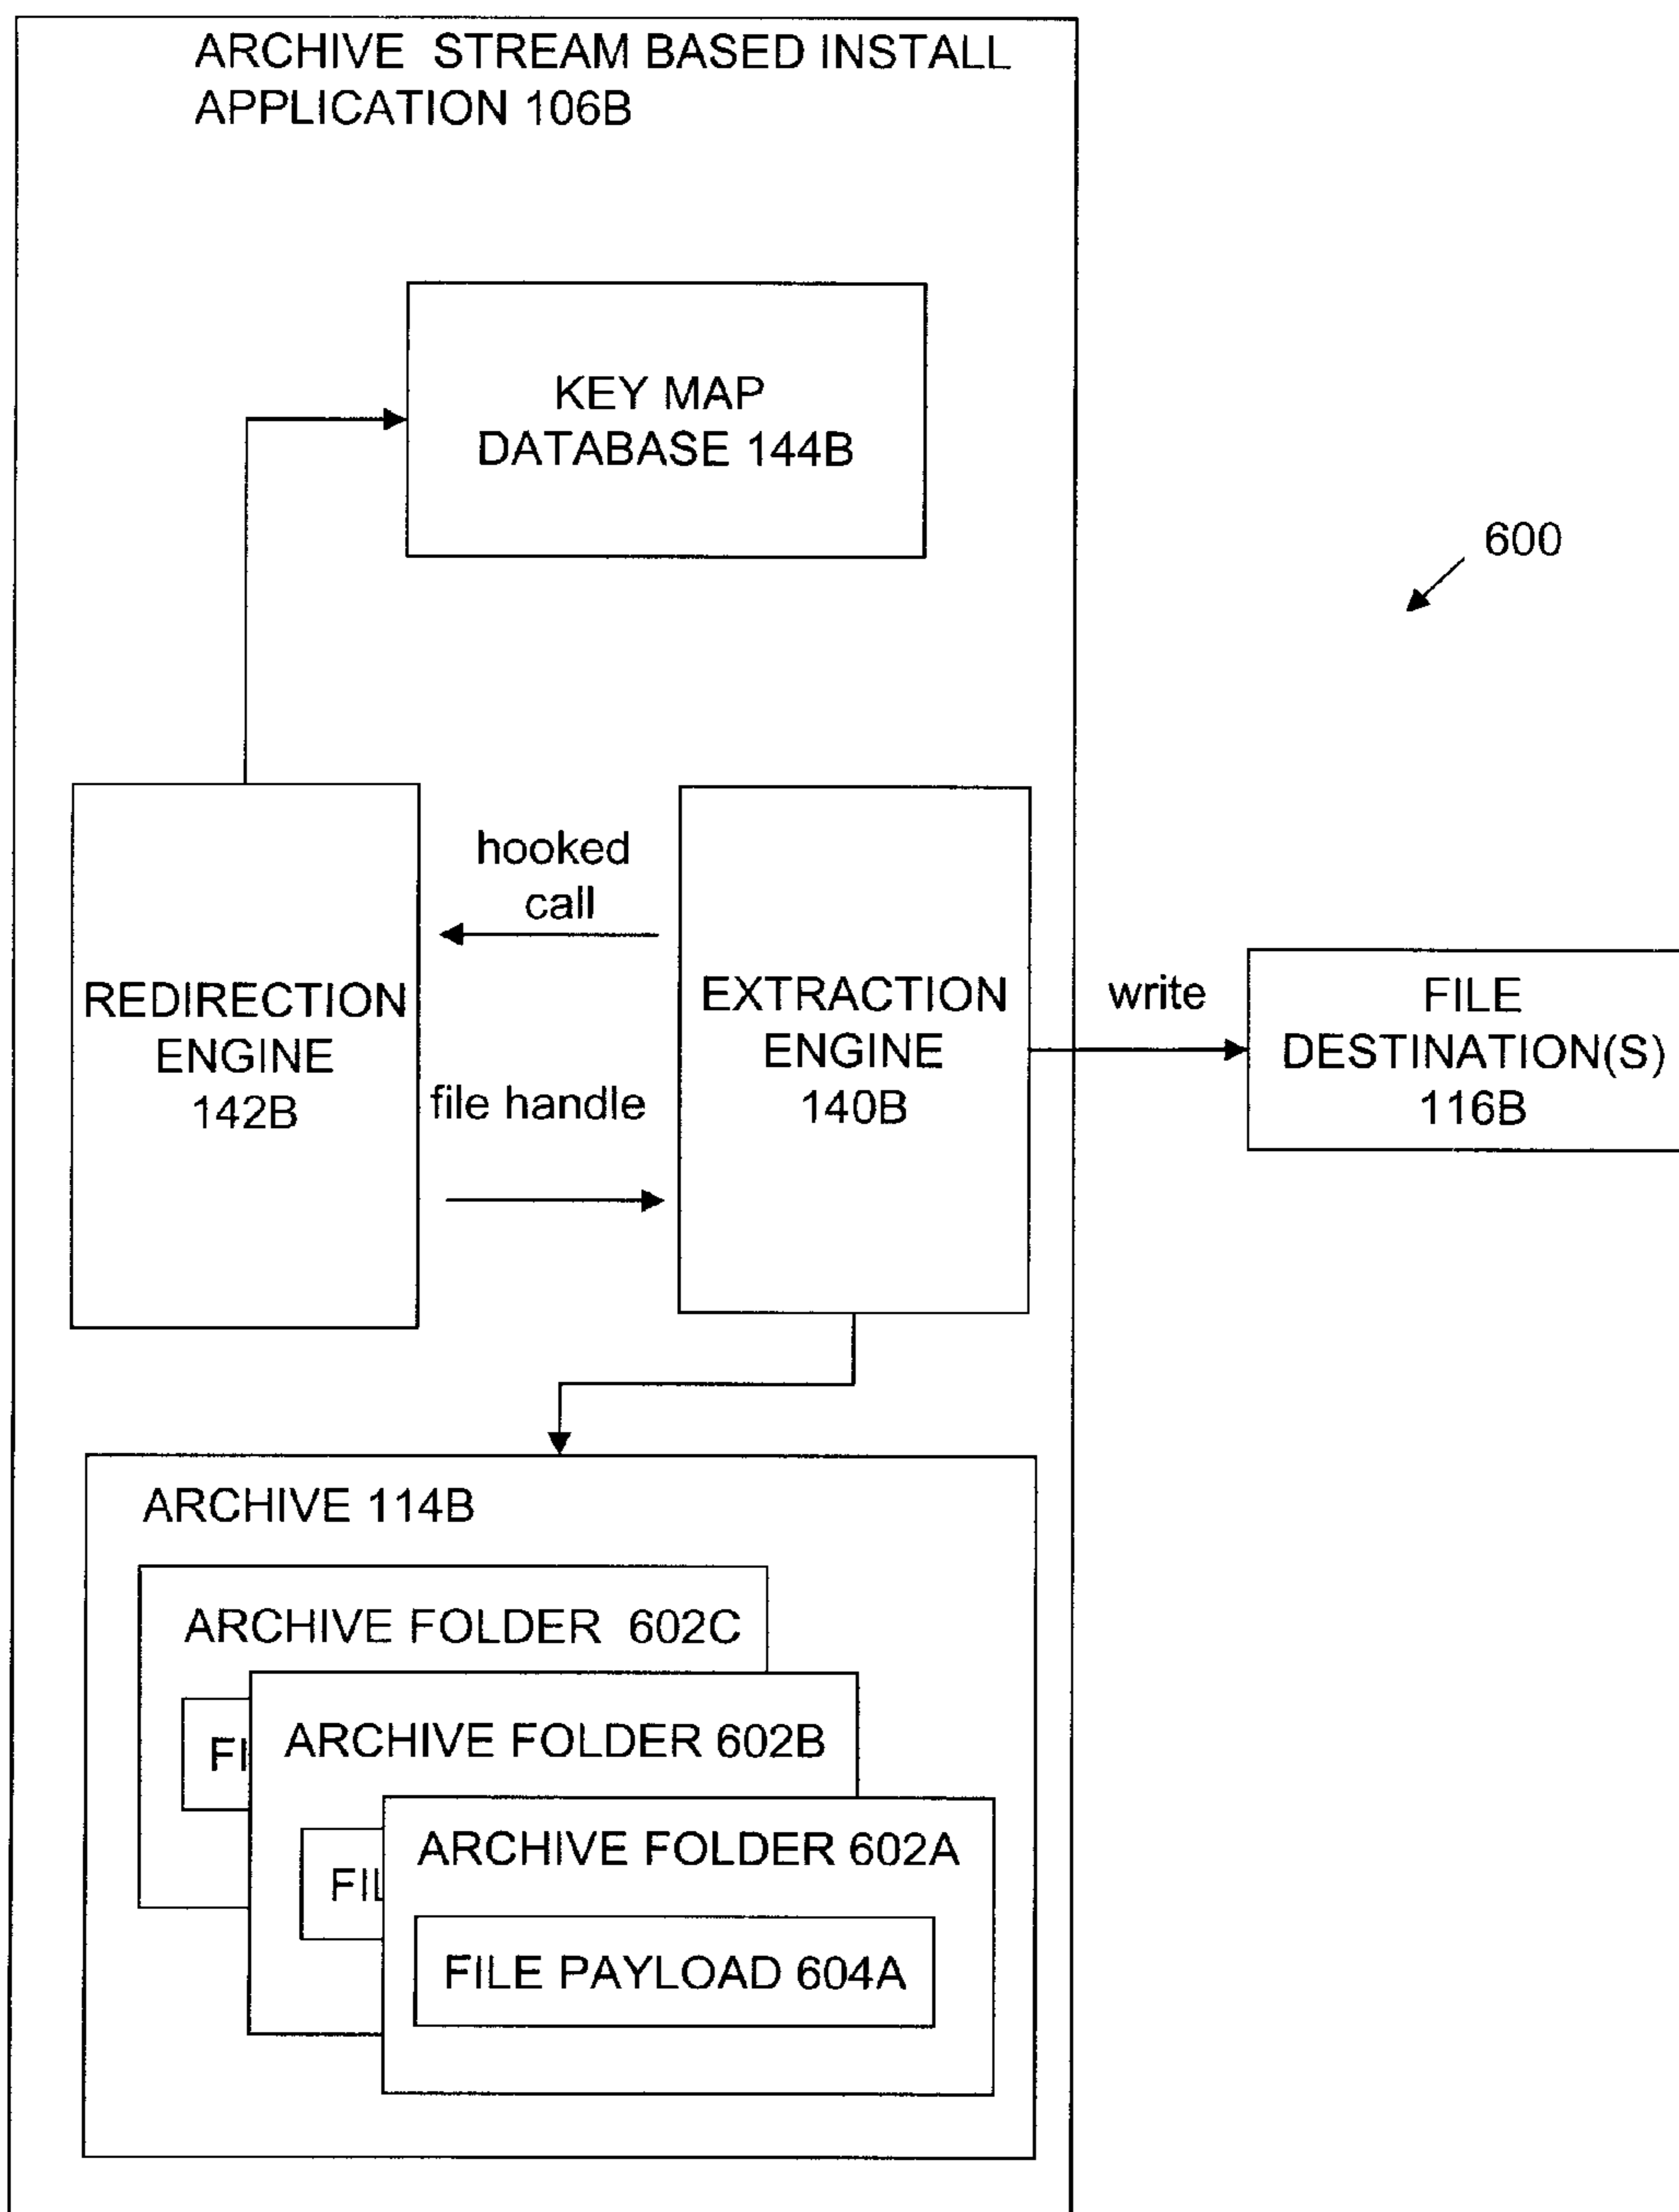 ARCHIVE STREAM BASED INSTALL
APPLICATION 106B
KEY MAP
DATABASE 144B
600
hooked
call
REDIRECTION
ENGINE
142B
file handle
EXTRACTION
ENGINE
140B
write
FILE
DESTINATION(S)
116B
ARCHIVE 114B
ARCHIVE FOLDER 602C
FI
ARCHIVE FOLDER 602B
FIL
ARCHIVE FOLDER 602A
FILE PAYLOAD 604A